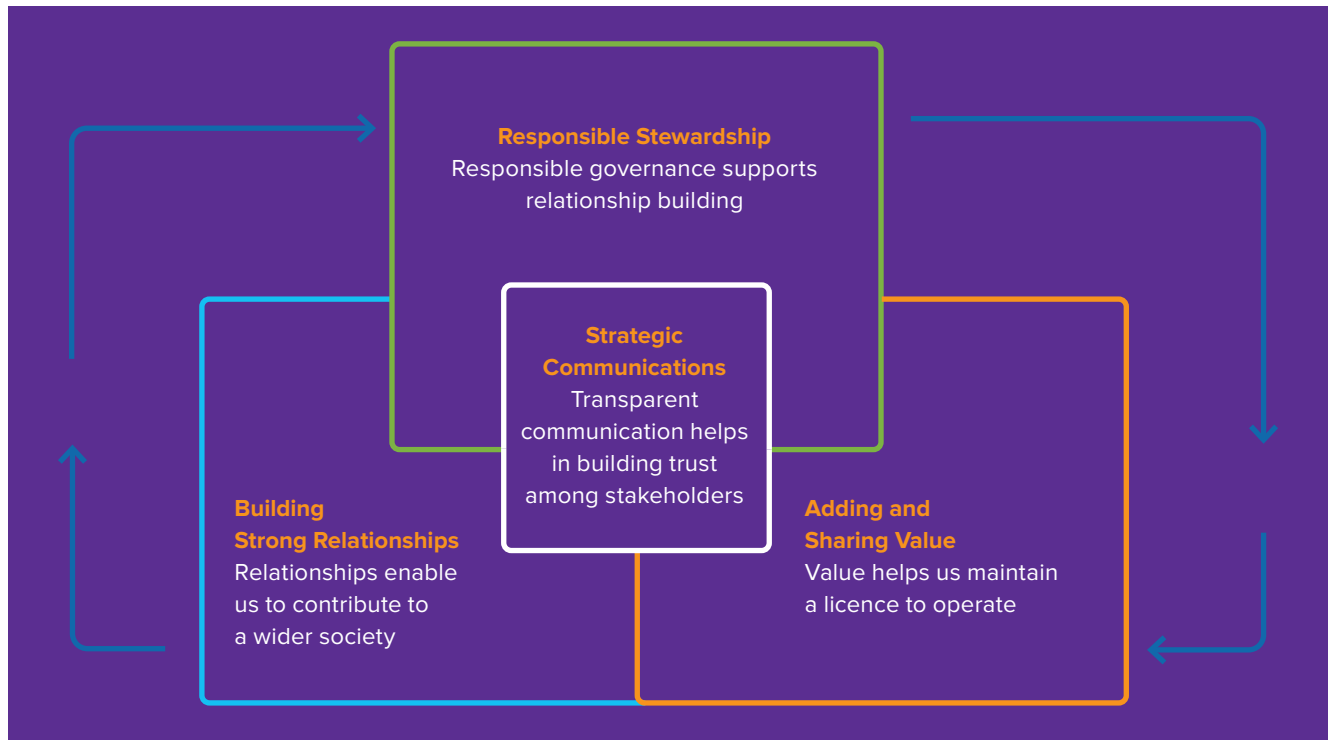 Responsible Stewardship
Responsible governance supports
relationship building
Strategic
Communications
Transparent
communication helps
in building trust
among stakeholders
Building
Strong Relationships
Relationships enable
us to contribute to
a wider society
Adding and
Sharing Value
Value helps us maintain
a licence to operate